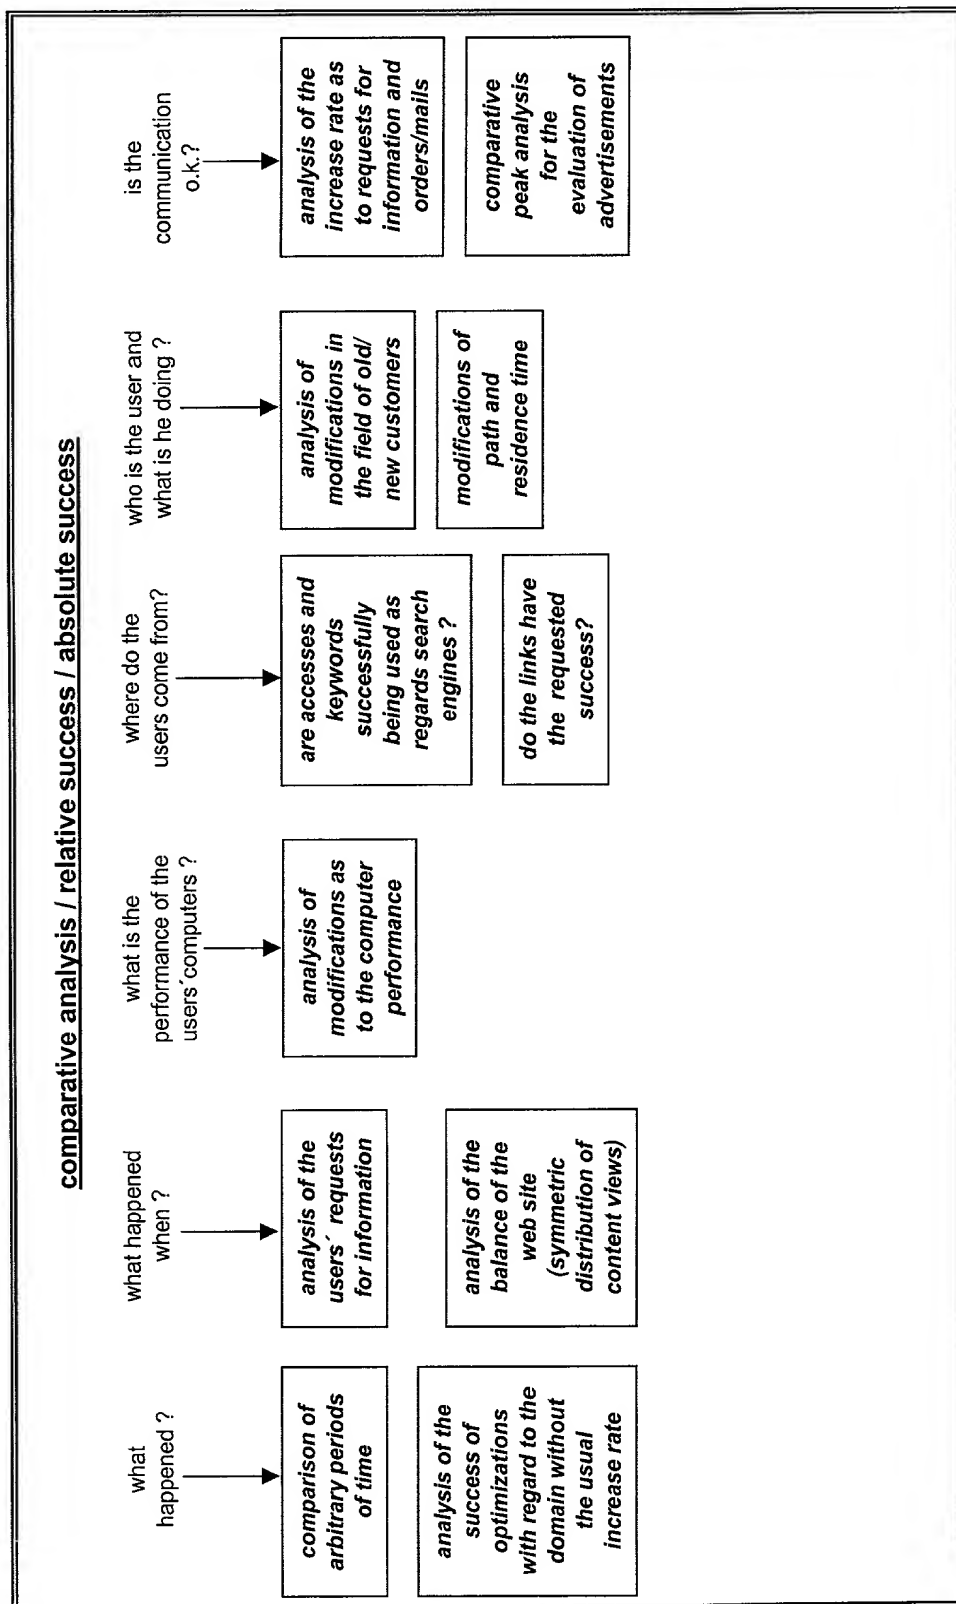 comparative analysis / relative success / absolute success
what
happened ?
comparison of
arbitrary periods
of time
analysis of the
success of
optimizations
with regard to the
domain without
the usual
increase rate
what happened
when ?
analysis of the
users´ requests
for information
analysis of the
balance of the
web site
(symmetric
distribution of
content views)
what is the
performance of the
users´computers ?
analysis of
modifications as
to the computer
performance
where do the
users come from?
are accesses and
keywords
successfully
being used as
regards search
engines ?
do the links have
the requested
success?
who is the user and
what is he doing ?
analysis of
modifications in
the field of old/
new customers
modifications of
path and
residence time
is the
communication
o.k.?
analysis of the
increase rate as
to requests for
information and
orders/mails
comparative
peak analysis
for the
evaluation of
advertisements